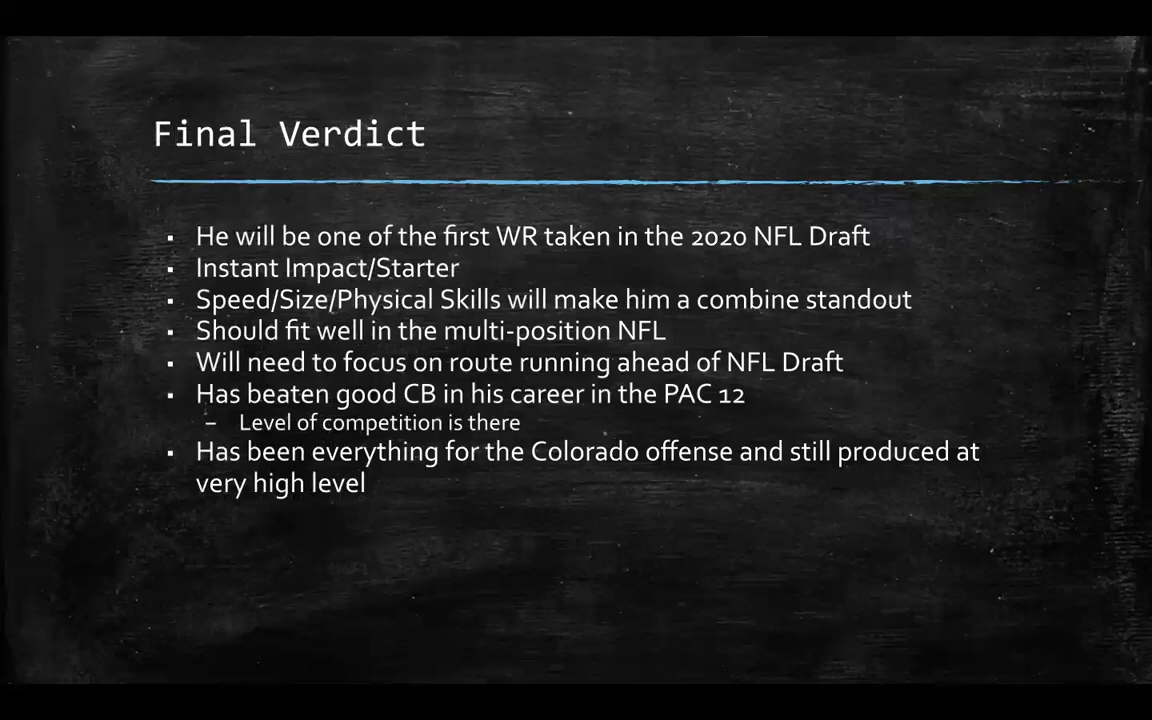 Final Verdict
▪ He will be one of the first WR taken in the 2020 NFL Draft
▪ Instant Impact/Starter
▪ Speed/Size/Physical Skills will make him a combine standout
▪ Should fit well in the multi-position NFL
▪ Will need to focus on route running ahead of NFL Draft
▪ Has beaten good CB in his career in the PAC 12
– Level of competition is there
▪ Has been everything for the Colorado offense and still produced at
very high level